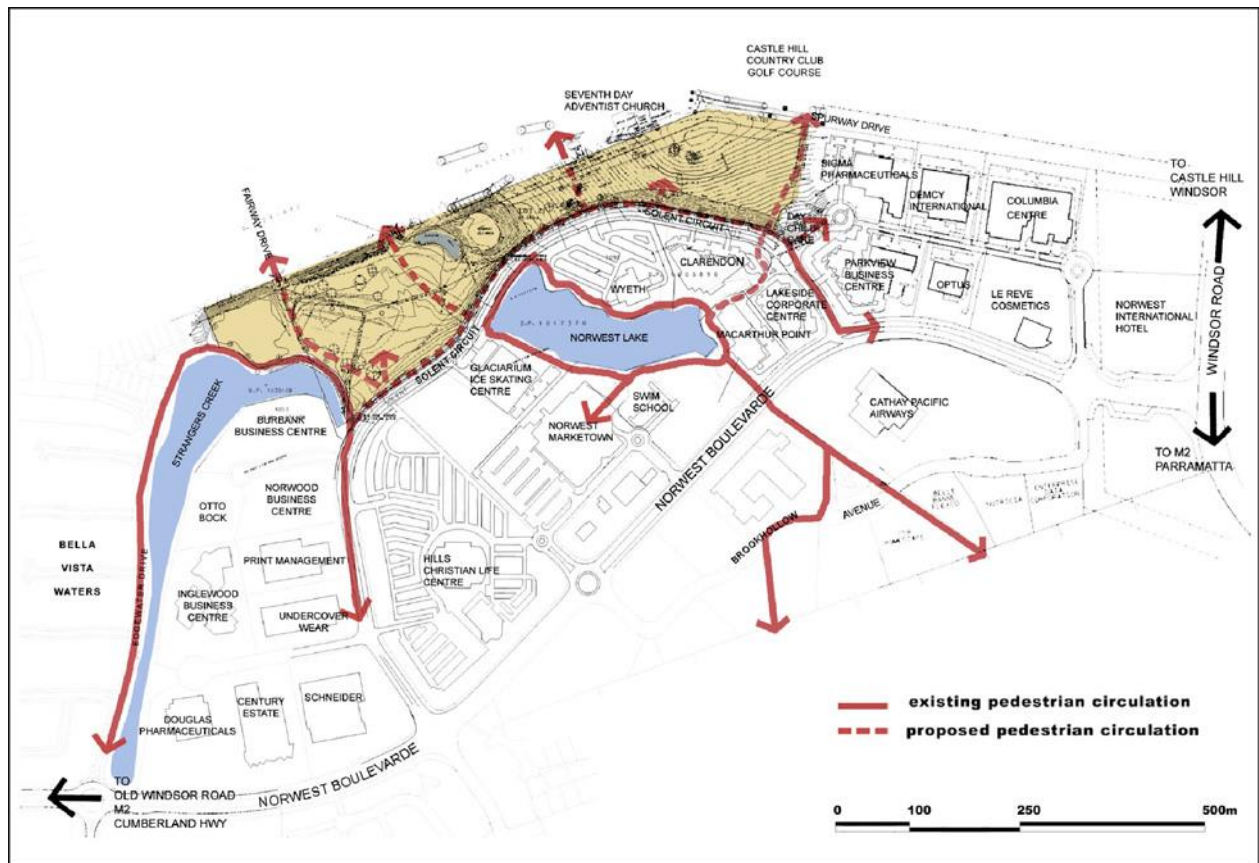 CASTLE HILL
COUNTRY CLUB
GOLF COURSE
SEVENTH DAY
ADVENTIST CHURCH
SPURWAY DRIVE
TO
CASTLE HILL
WINDSOR
SIGMA
PHARMACEUTICALS
DEMCY
INTERNATIONAL
COLUMBIA
CENTRE
FAIRWAY DRIVE
SOLENT CIRCUIT
DAY
CHILD
CARE
CLARENDON
WYETH
PARKVIEW
BUSINESS
CENTRE
OPTUS
LE REVE
COSMETICS
NORWEST
INTERNATIONAL
HOTEL
WINDSOR ROAD
LAKESIDE
CORPORATE
CENTRE
MACARTHUR POINT
NORWEST LAKE
SOLENT CIRCUIT
GLACIARIUM
ICE SKATING
CENTRE
SWIM
SCHOOL
NORWEST
MARKETOWN
NORWEST BOULEVARDE
CATHAY PACIFIC
AIRWAYS
TO M2
PARRAMATTA
STRANGERS CREEK
BURBANK
BUSINESS CENTRE
NORWOOD
BUSINESS
CENTRE
OTTO
BOCK
BELLA
VISTA
WATERS
EDGEWATER DRIVE
PRINT MANAGEMENT
INGLEWOOD
BUSINESS
CENTRE
UNDERCOVER
WEAR
HILLS
CHRISTIAN LIFE
CENTRE
BROOKHOLLOW
AVENUE
NUTRICIA
ENTERPRISE
DATA
CORPORATION
DOUGLAS
PHARMACEUTICALS
CENTURY
ESTATE
SCHNEIDER
existing pedestrian circulation
proposed pedestrian circulation
TO
OLD WINDSOR ROAD
M2
CUMBERLAND HWY
NORWEST BOULEVARDE
0 100 250 500m